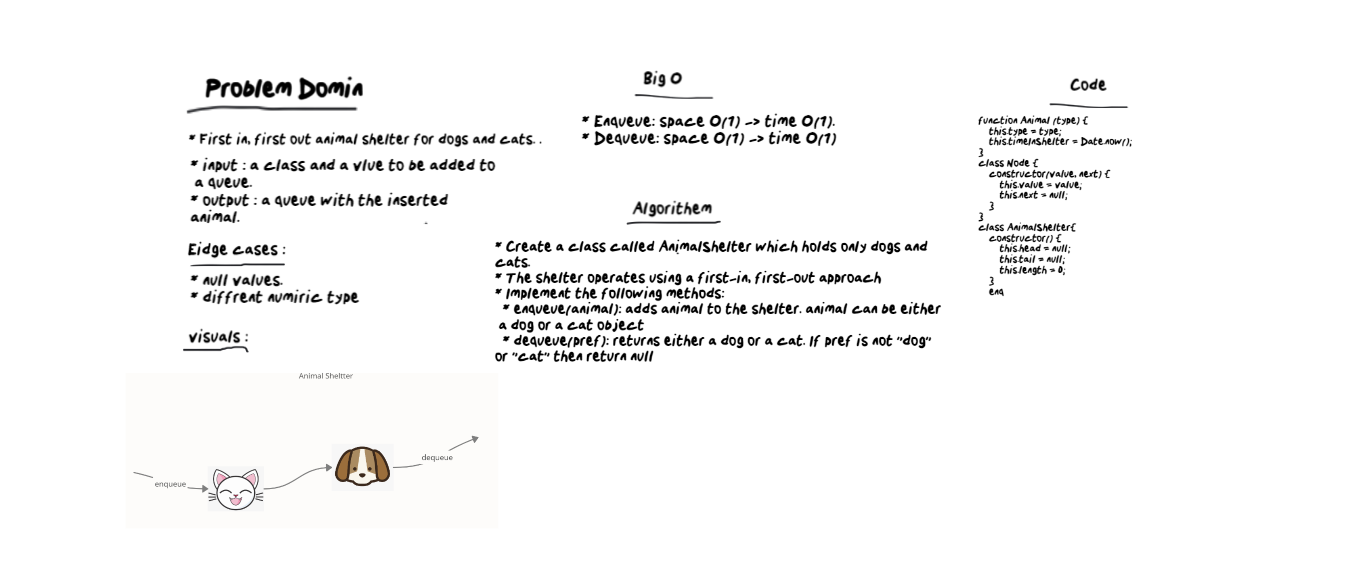 Problem Domin
* First in, first out animal shelter for dogs and cats. .
* input : a class and a vlue to be added to
a queue.
* output : a queue with the inserted
animal.
Eidge cases :
* null values.
* diffrent numiric type
visuals :
Animal Sheltter
enqueue
dequeue
Big O
* Enqueue: space O(1) -> time O(1).
* Dequeue: space O(1) -> time O(1)
Algorithem
* Create a class called AnimalShelter which holds only dogs and
cats.
* The shelter operates using a first-in, first-out approach
* Implement the following methods:
* enqueue(animal): adds animal to the shelter. animal can be either
a dog or a cat object
* dequeue(pref): returns either a dog or a cat. If pref is not "dog"
or "cat" then return null
Code
function Animal (type) {
this.type = type;
this.timeInShelter = Date.now();
}
class Node {
constructor(value, next) {
this.value = value;
this.next = null;
}
}
class AnimalShelter{
constructor() {
this.head = null;
this.tail = null;
this.length = 0;
}
enq